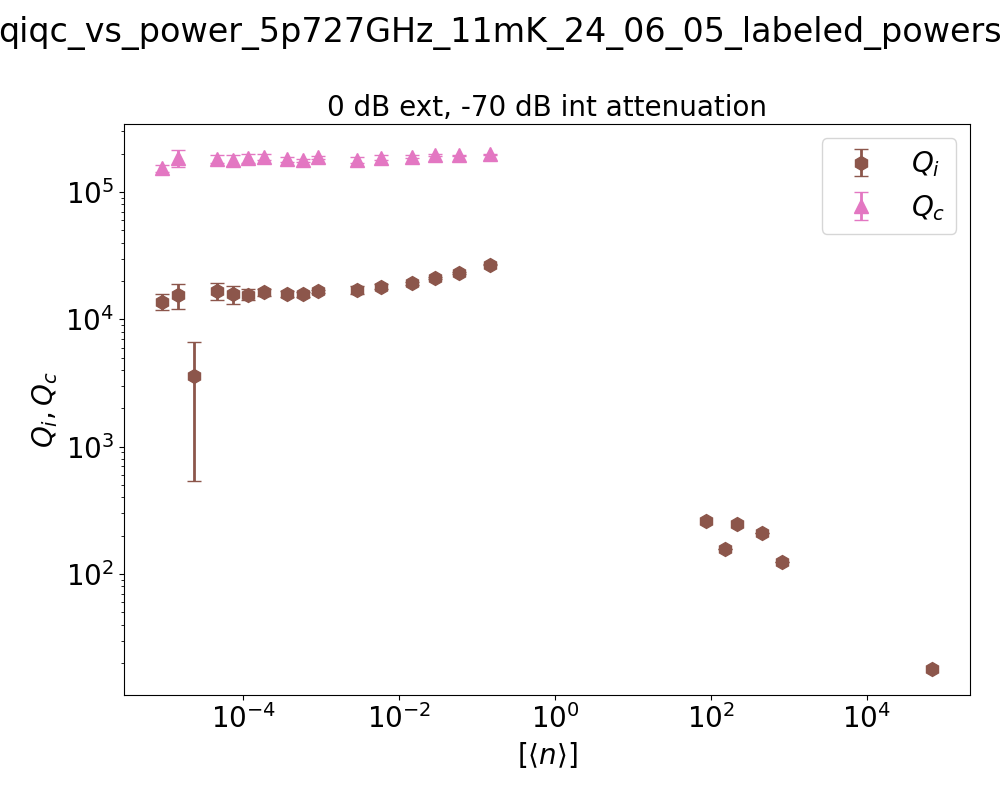 qiqc_vs_power_5p727GHz_11mK_24_06_05_labeled_powers
0 dB ext, -70 dB int attenuation
Q_i
Q_c
10^5
10^4
10^3
10^2
Q_i, Q_c
10^{-4} 10^{-2} 10^0 10^2 10^4
[⟨n⟩]